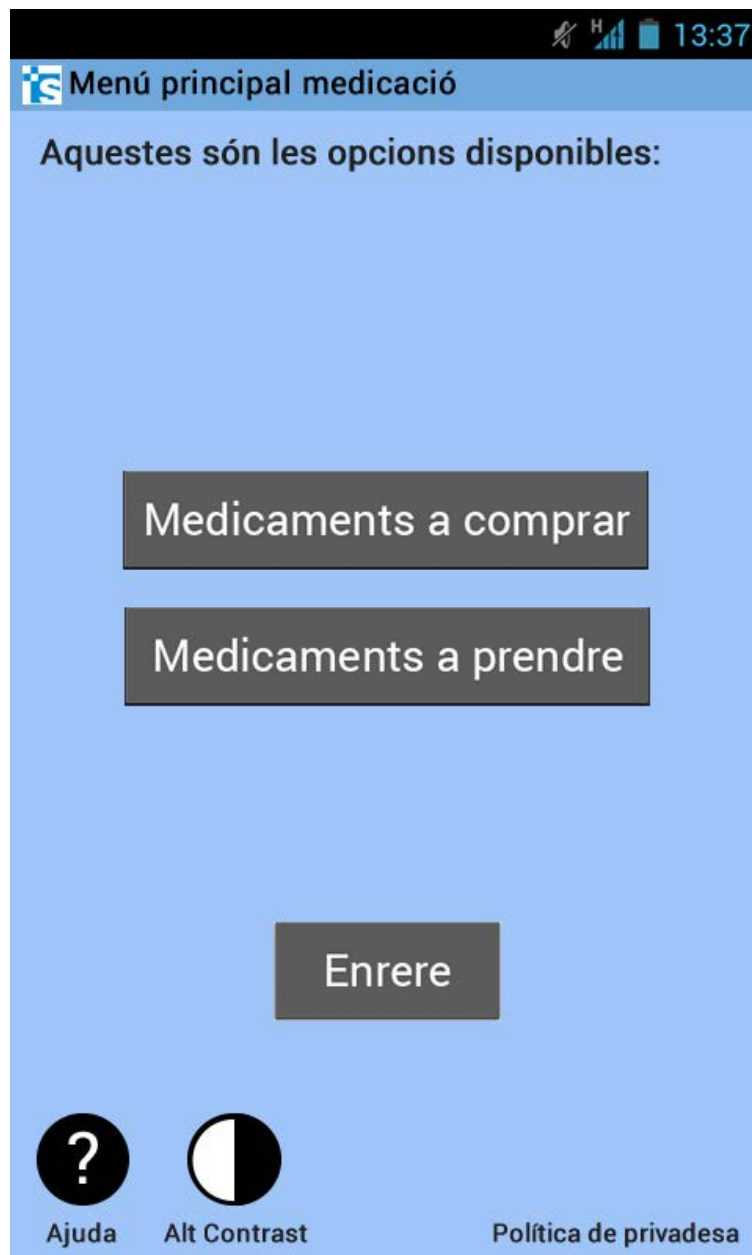 H 13:37
is Menú principal medicació
Aquestes són les opcions disponibles:
Medicaments a comprar
Medicaments a prendre
Enrere
?
Ajuda Alt Contrast Política de privadesa